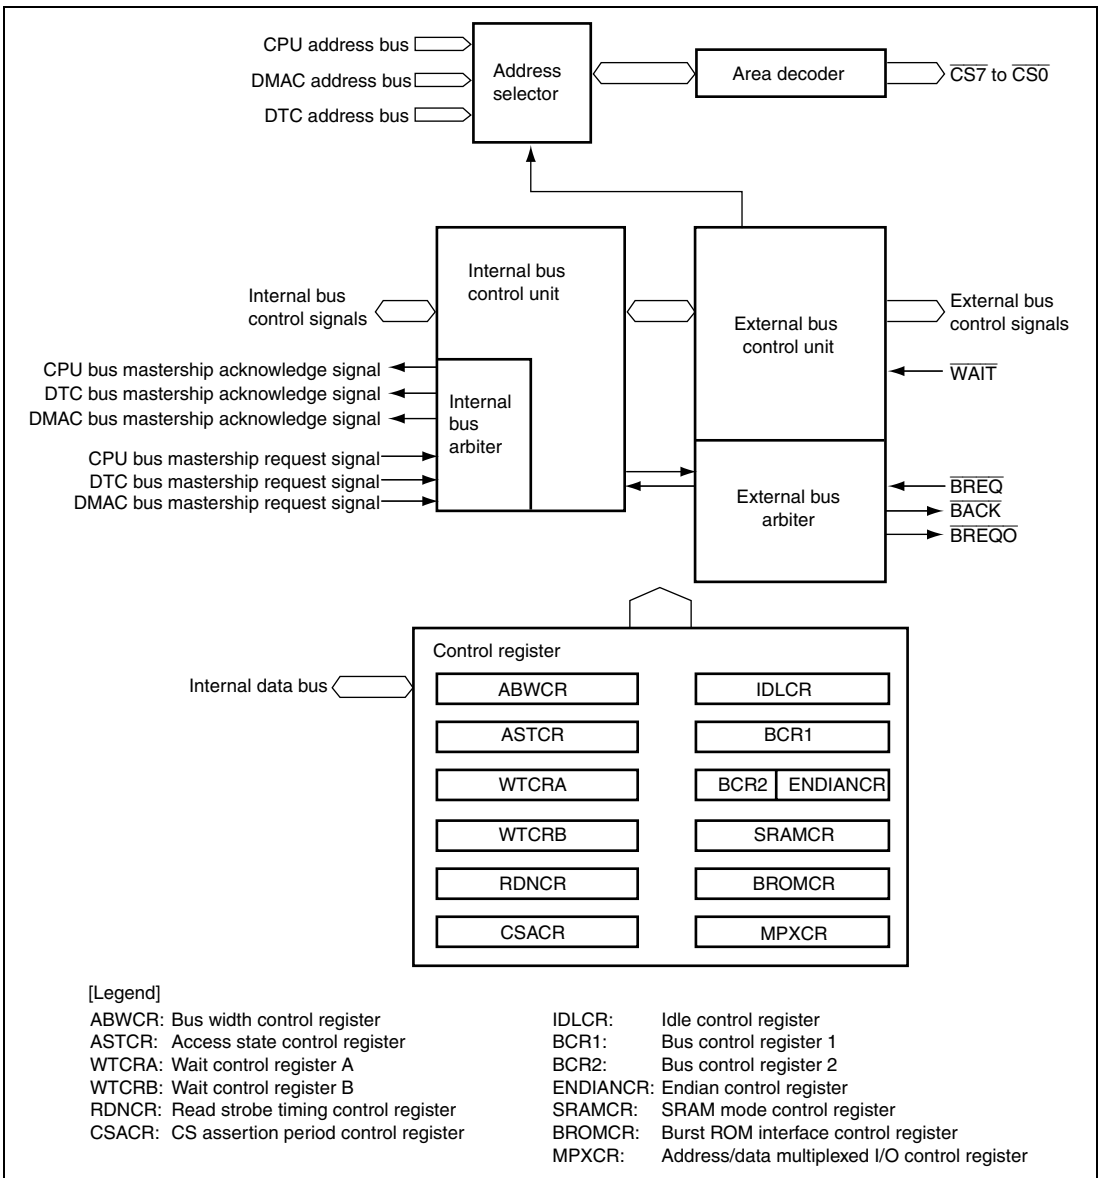 CPU address bus
DMAC address bus
DTC address bus
Address
selector
Area decoder
C̅S̅7̅ to C̅S̅0̅
Internal bus
control unit
Internal bus
control signals
External bus
control unit
External bus
control signals
CPU bus mastership acknowledge signal
DTC bus mastership acknowledge signal
DMAC bus mastership acknowledge signal
Internal
bus
arbiter
W̅A̅I̅T̅
CPU bus mastership request signal
DTC bus mastership request signal
DMAC bus mastership request signal
External bus
arbiter
B̅R̅E̅Q̅
B̅A̅C̅K̅
B̅R̅E̅Q̅O̅
Control register
Internal data bus
ABWCR
IDLCR
ASTCR
BCR1
WTCRA
BCR2 ENDIANCR
WTCRB
SRAMCR
RDNCR
BROMCR
CSACR
MPXCR
[Legend]
ABWCR: Bus width control register
ASTCR: Access state control register
WTCRA: Wait control register A
WTCRB: Wait control register B
RDNCR: Read strobe timing control register
CSACR: CS assertion period control register
IDLCR: Idle control register
BCR1: Bus control register 1
BCR2: Bus control register 2
ENDIANCR: Endian control register
SRAMCR: SRAM mode control register
BROMCR: Burst ROM interface control register
MPXCR: Address/data multiplexed I/O control register